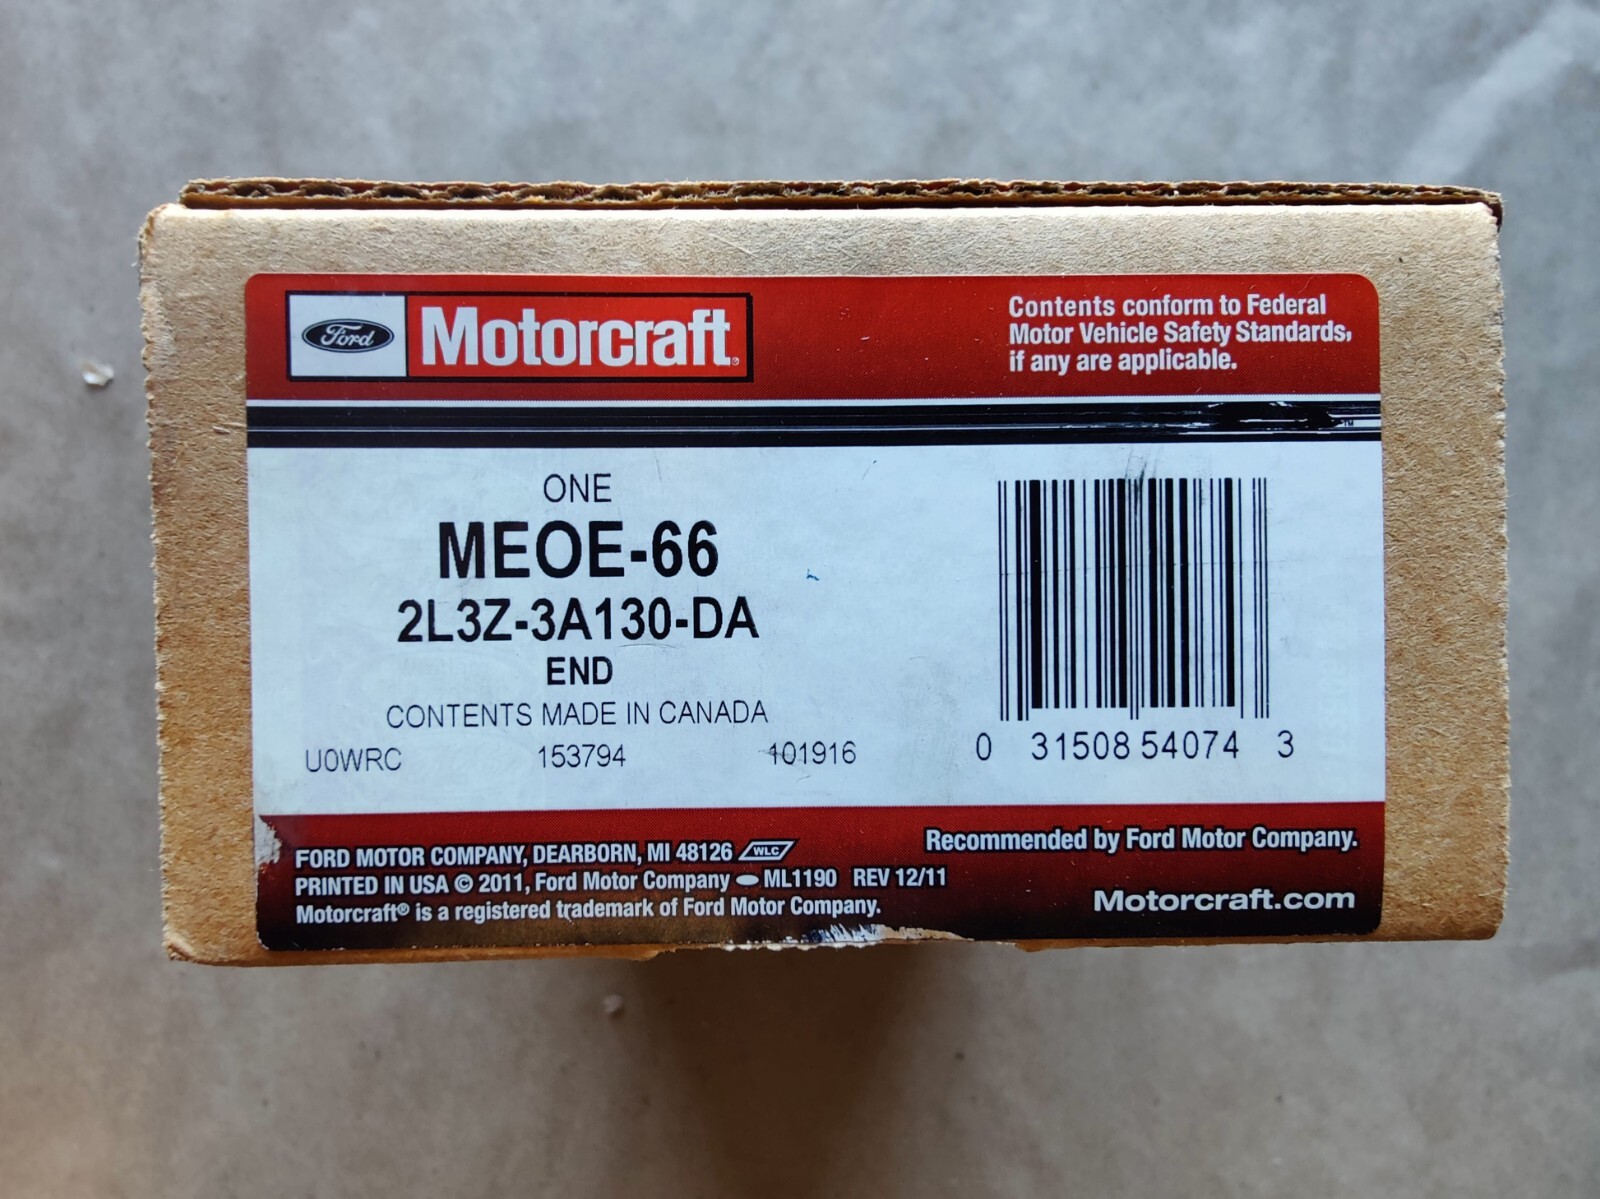 Ford Motorcraft®
Contents conform to Federal
Motor Vehicle Safety Standards,
if any are applicable.
™
ONE
MEOE-66
2L3Z-3A130-DA
END
CONTENTS MADE IN CANADA
U0WRC 153794 101916
0 31508 54074 3
FORD MOTOR COMPANY, DEARBORN, MI 48126 WLC
PRINTED IN USA © 2011, Ford Motor Company ML1190 REV 12/11
Motorcraft® is a registered trademark of Ford Motor Company.
Recommended by Ford Motor Company.
Motorcraft.com